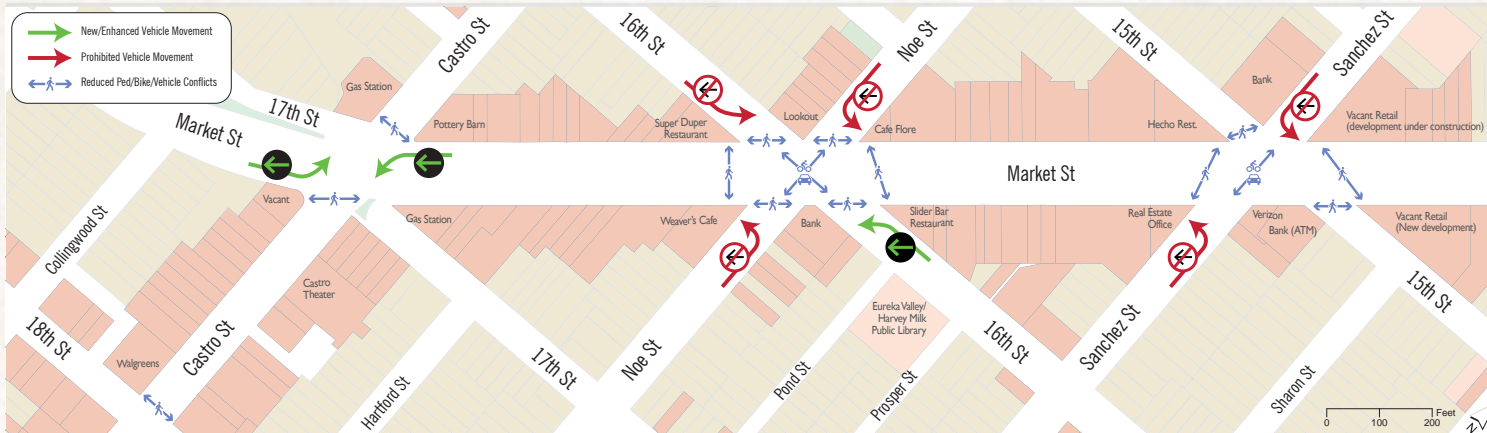 New/Enhanced Vehicle Movement
Prohibited Vehicle Movement
Reduced Ped/Bike/Vehicle Conflicts
Castro St
16th St
Noe St
15th St
Sanchez St
Gas Station
17th St
Market St
Pottery Barn
Super Duper
Restaurant
Lookout
Cafe Flore
Hecho Rest.
Bank
Vacant Retail
(development under construction)
Market St
Vacant
Gas Station
Weaver's Cafe
Bank
Slider Bar
Restaurant
Real Estate
Office
Verizon
Bank (ATM)
Vacant Retail
(New development)
Collingwood St
Castro
Theater
Eureka Valley/
Harvey Milk
Public Library
15th St
18th St
Walgreens
Castro St
Hartford St
17th St
Noe St
Pond St
Prosper St
16th St
Sanchez St
Sharon St
Feet
0 100 200
N